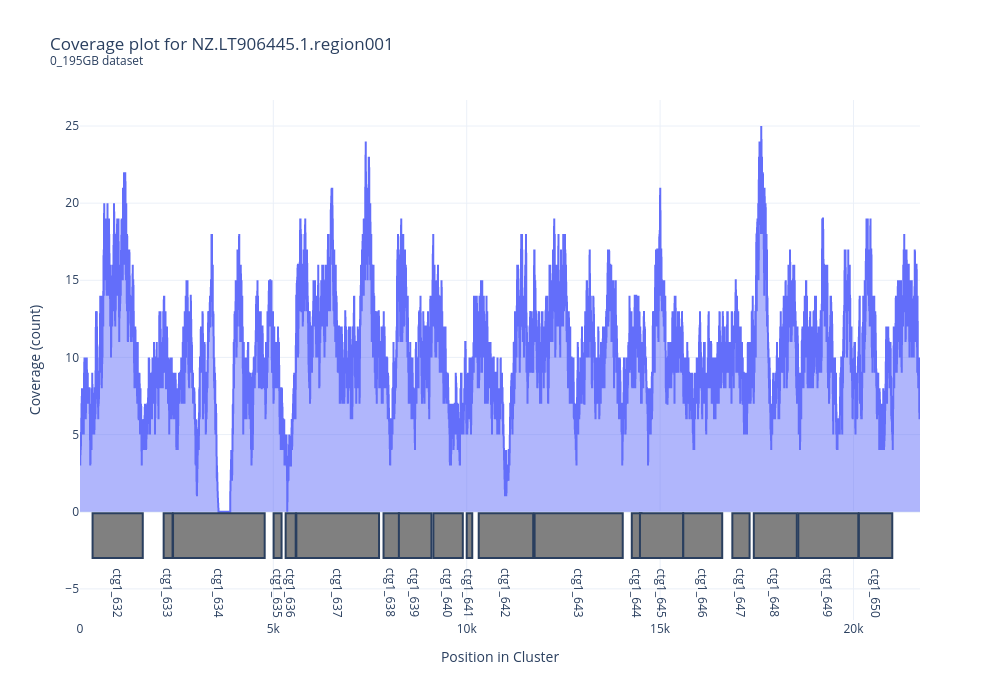 Coverage plot for NZ.LT906445.1.region001
0_195GB dataset
25
20
15
10
5
0
−5
Coverage (count)
ctg1_632
ctg1_633
ctg1_634
ctg1_635
ctg1_636
ctg1_637
ctg1_638
ctg1_639
ctg1_640
ctg1_641
ctg1_642
ctg1_643
ctg1_644
ctg1_645
ctg1_646
ctg1_647
ctg1_648
ctg1_649
ctg1_650
0
5k
10k
15k
20k
Position in Cluster